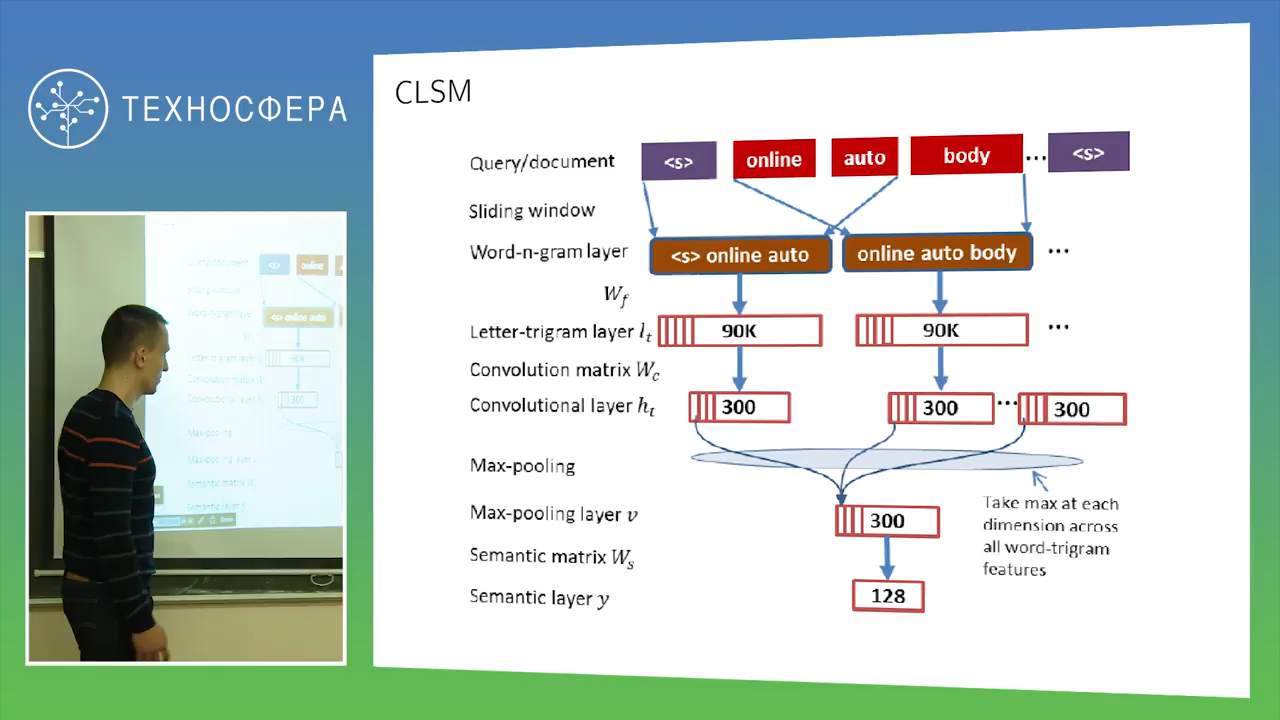 ТЕХНОСФЕРА
CLSM
Query/document <s> online auto body ... <s>
Sliding window
Word-n-gram layer <s> online auto online auto body ...
W_f
Letter-trigram layer l_t 90K 90K ...
Convolution matrix W_c
Convolutional layer h_t 300 300 ... 300
Max-pooling
Take max at each
dimension across
all word-trigram
features
Max-pooling layer v 300
Semantic matrix W_s
Semantic layer y 128